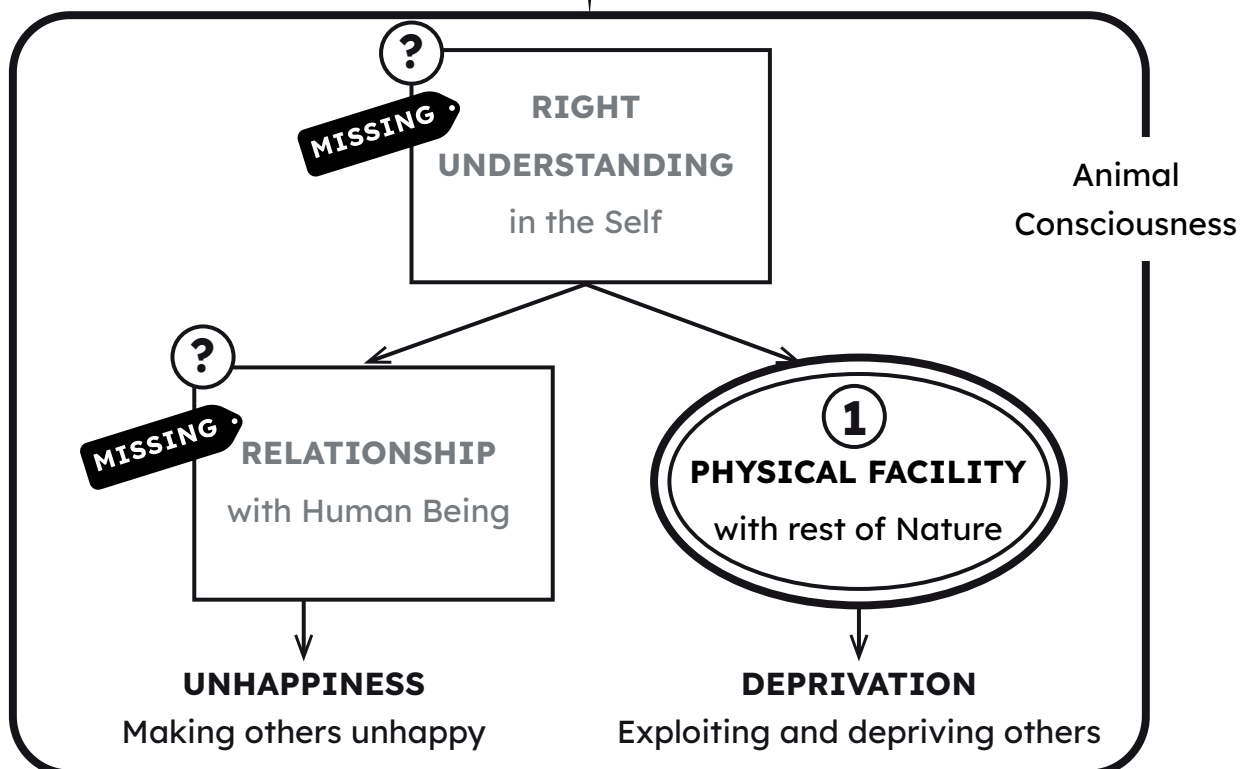 ?
MISSING
RIGHT
UNDERSTANDING
in the Self
Animal
Consciousness
?
MISSING
RELATIONSHIP
with Human Being
1
PHYSICAL FACILITY
with rest of Nature
UNHAPPINESS
Making others unhappy
DEPRIVATION
Exploiting and depriving others